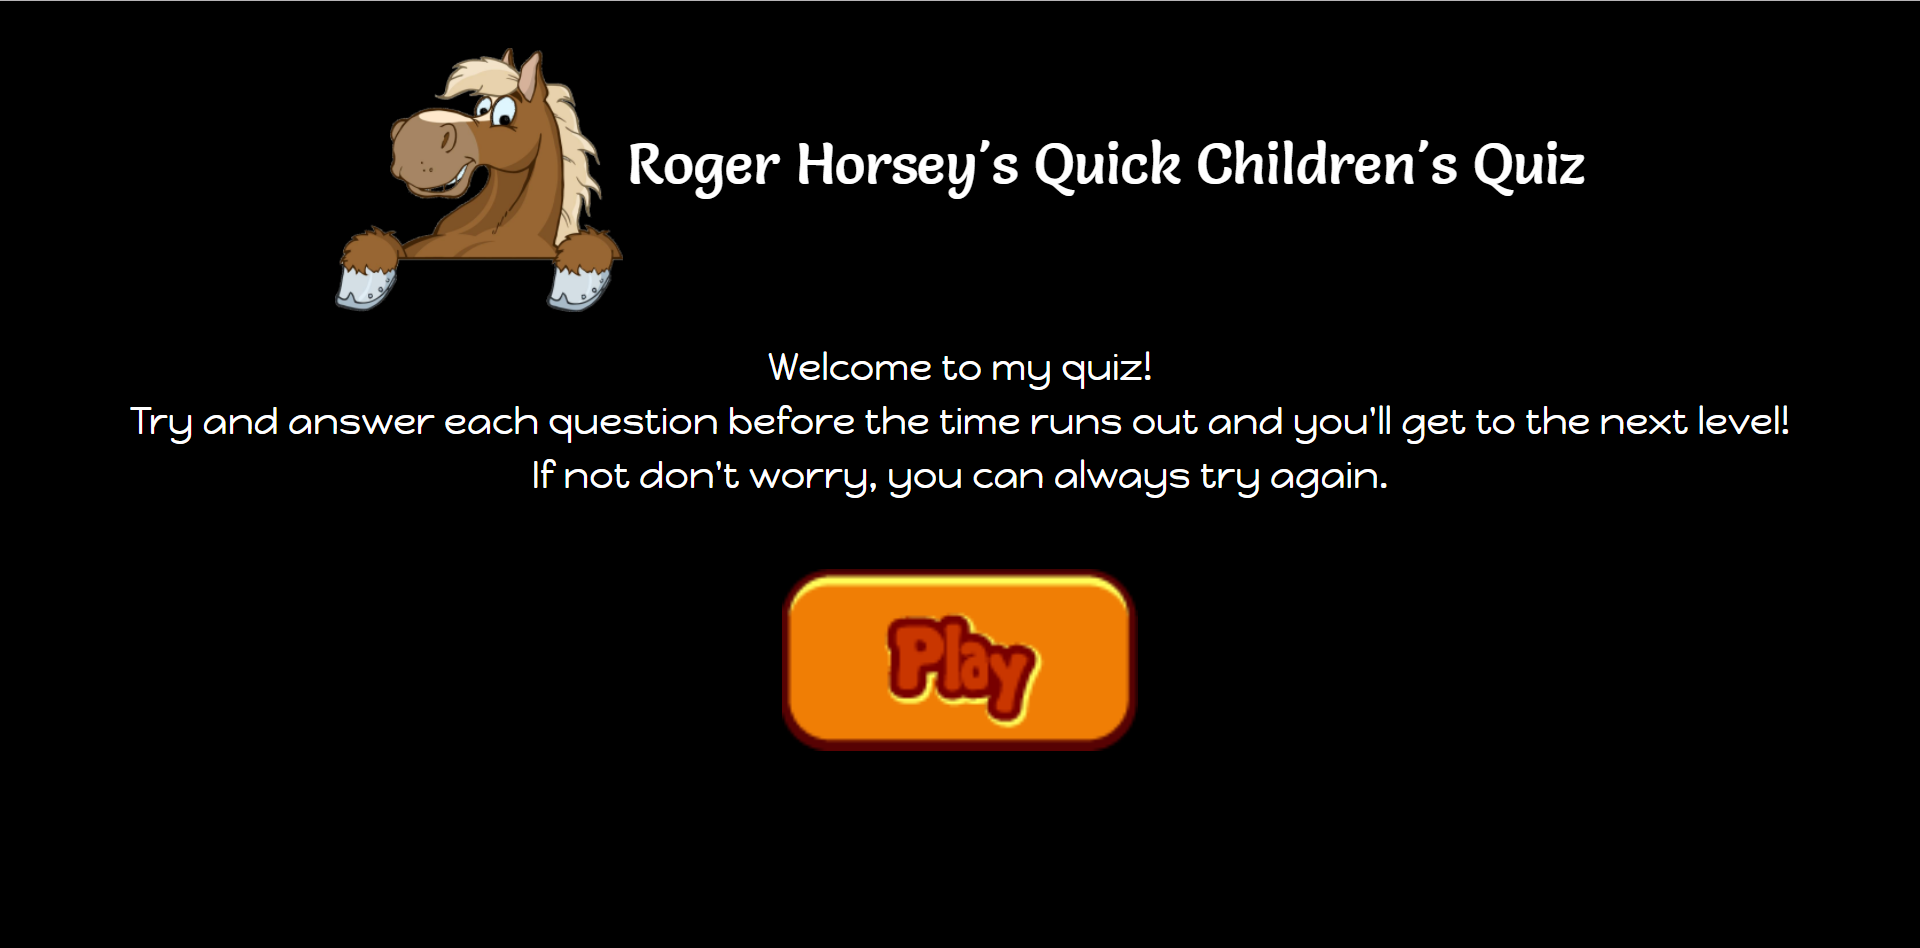 Roger Horsey's Quick Children's Quiz
Welcome to my quiz!
Try and answer each question before the time runs out and you'll get to the next level!
If not don't worry, you can always try again.
Play